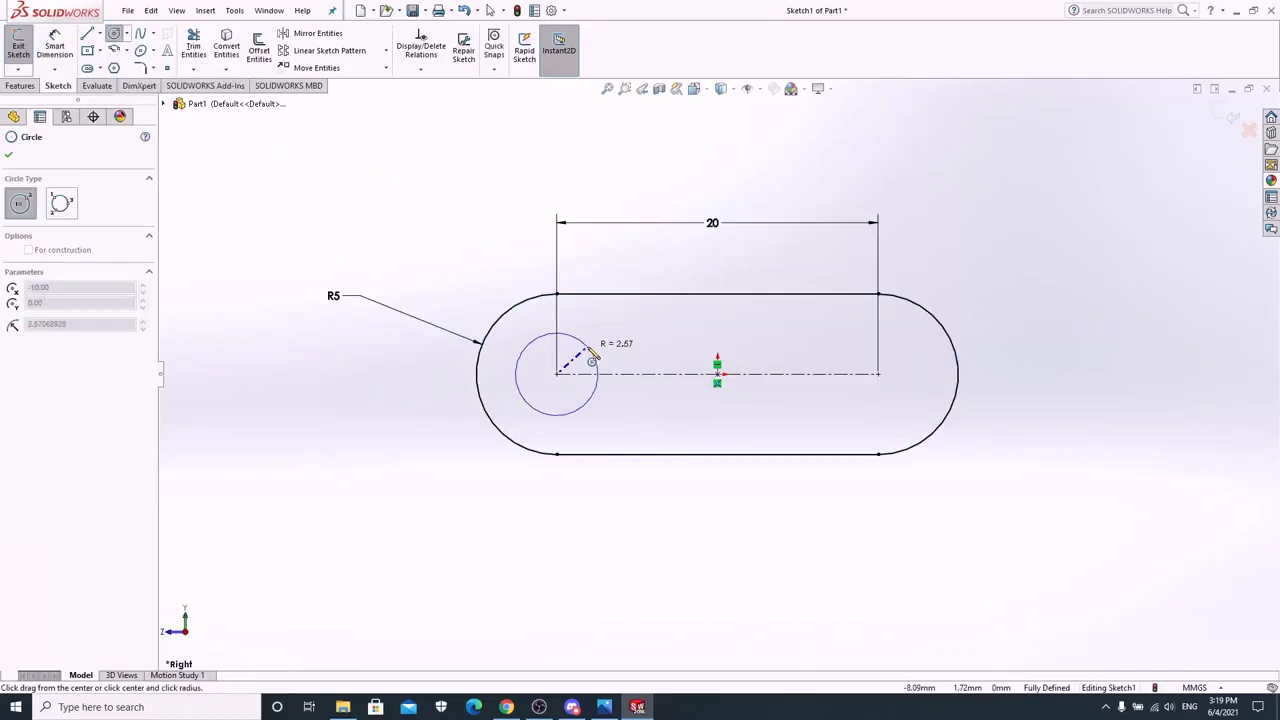 SOLIDWORKS
File Edit View Insert Tools Window Help
Sketch1 of Part1 *
Search SOLIDWORKS Help
Exit Sketch
Smart Dimension
Trim Entities
Convert Entities
Offset Entities
Mirror Entities
Linear Sketch Pattern
Move Entities
Display/Delete Relations
Repair Sketch
Quick Snaps
Rapid Sketch
Instant2D
Features Sketch Evaluate DimXpert SOLIDWORKS Add-Ins SOLIDWORKS MBD
Part1 (Default<<Default>...
Circle
Circle Type
Options
For construction
Parameters
-10.00
0.00
2.57068928
20
R5
R = 2.57
Y
Z
*Right
Model 3D Views Motion Study 1
Click drag from the center or click center and click radius.
-8.09mm 1.72mm 0mm Fully Defined Editing Sketch1 MMGS
Type here to search
ENG
3:19 PM
6/4/2021